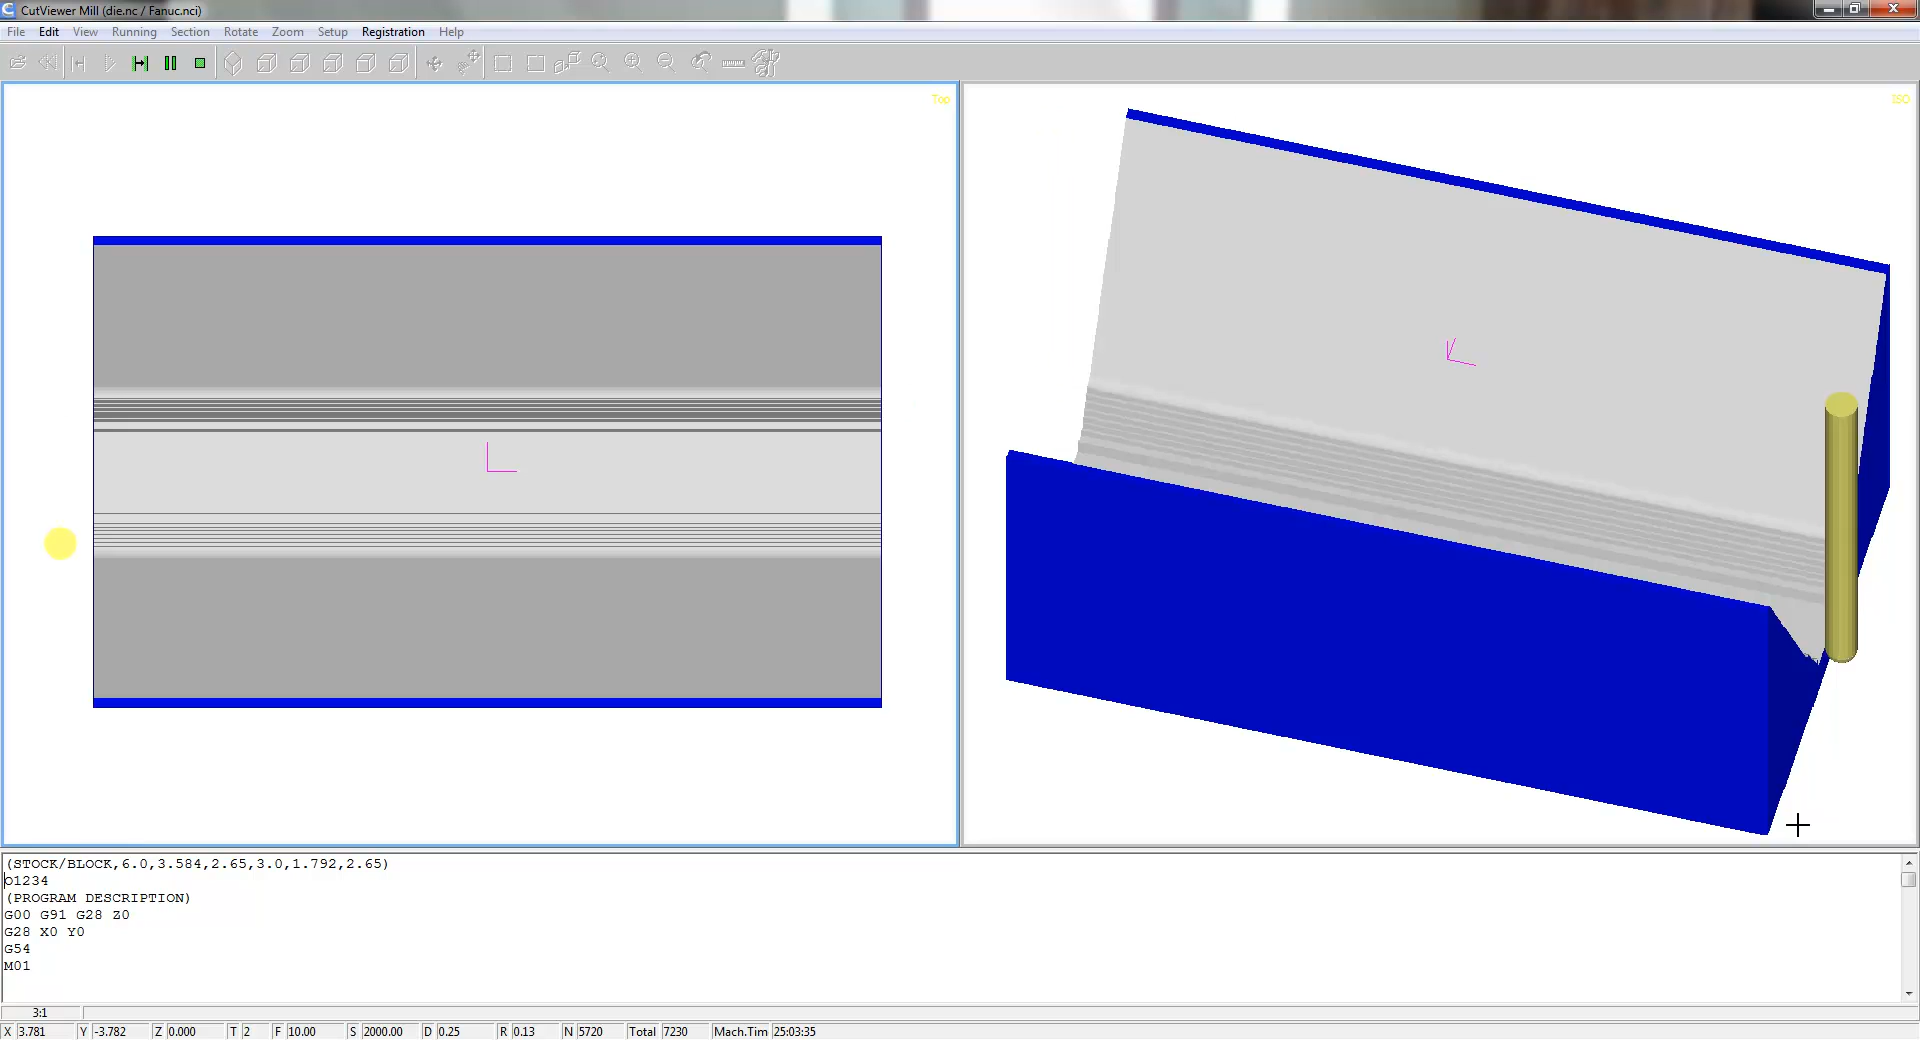 CutViewer Mill (die.nc / Fanuc.nci)
File Edit View Running Section Rotate Zoom Setup Registration Help
Top
ISO
(STOCK/BLOCK,6.0,3.584,2.65,3.0,1.792,2.65)
O1234
(PROGRAM DESCRIPTION)
G00 G91 G28 Z0
G28 X0 Y0
G54
M01
3:1
X 3.781 Y -3.782 Z 0.000 T 2 F 10.00 S 2000.00 D 0.25 R 0.13 N 5720 Total 7230 Mach.Tim 25:03:35